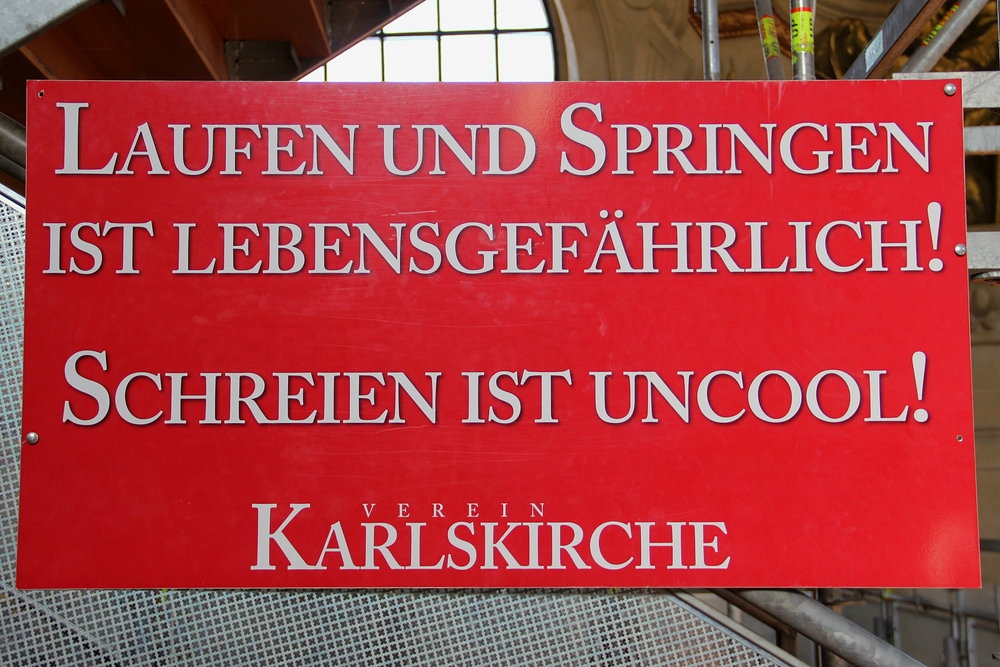 Laufen und Springen
ist lebensgefährlich!
Schreien ist uncool!
VEREIN
Karlskirche